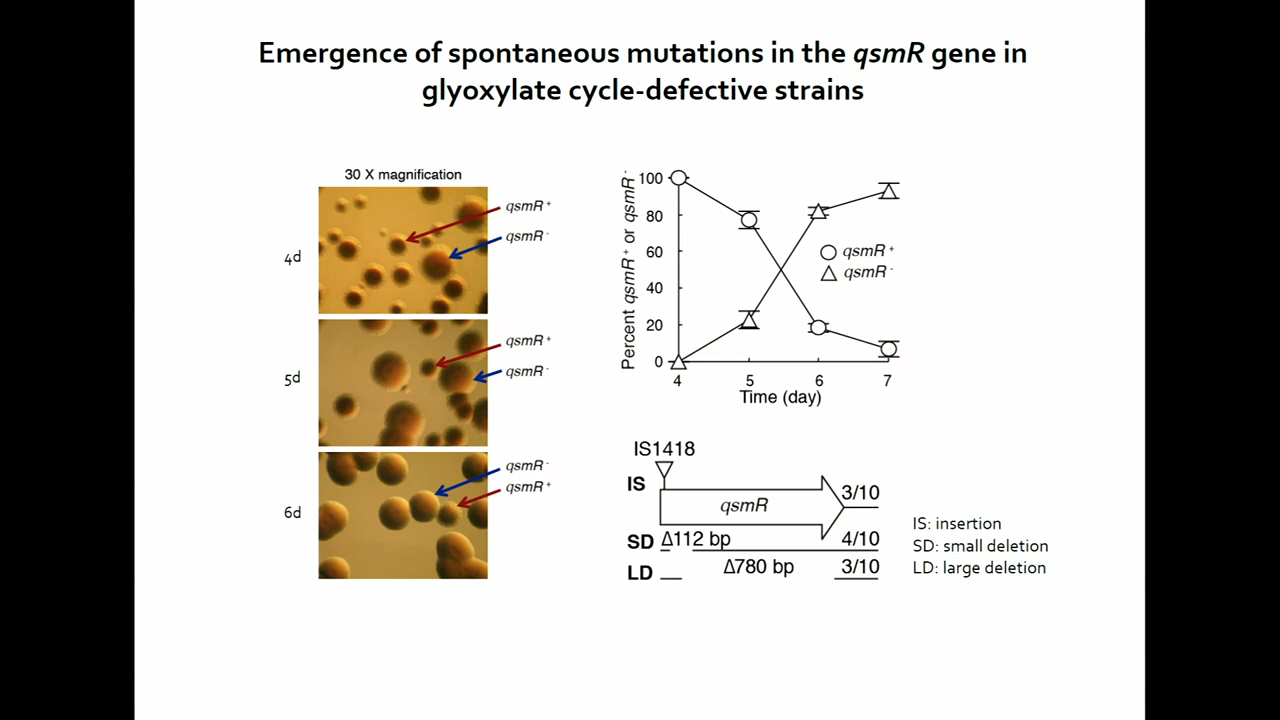 Emergence of spontaneous mutations in the qsmR gene in
glyoxylate cycle-defective strains
30 X magnification
4d
qsmR+
qsmR-
5d
qsmR+
qsmR-
6d
qsmR-
qsmR+
Percent qsmR+ or qsmR-
100
80
60
40
20
0
4 5 6 7
Time (day)
qsmR+
qsmR-
IS1418
IS qsmR 3/10
SD Δ112 bp 4/10
LD Δ780 bp 3/10
IS: insertion
SD: small deletion
LD: large deletion